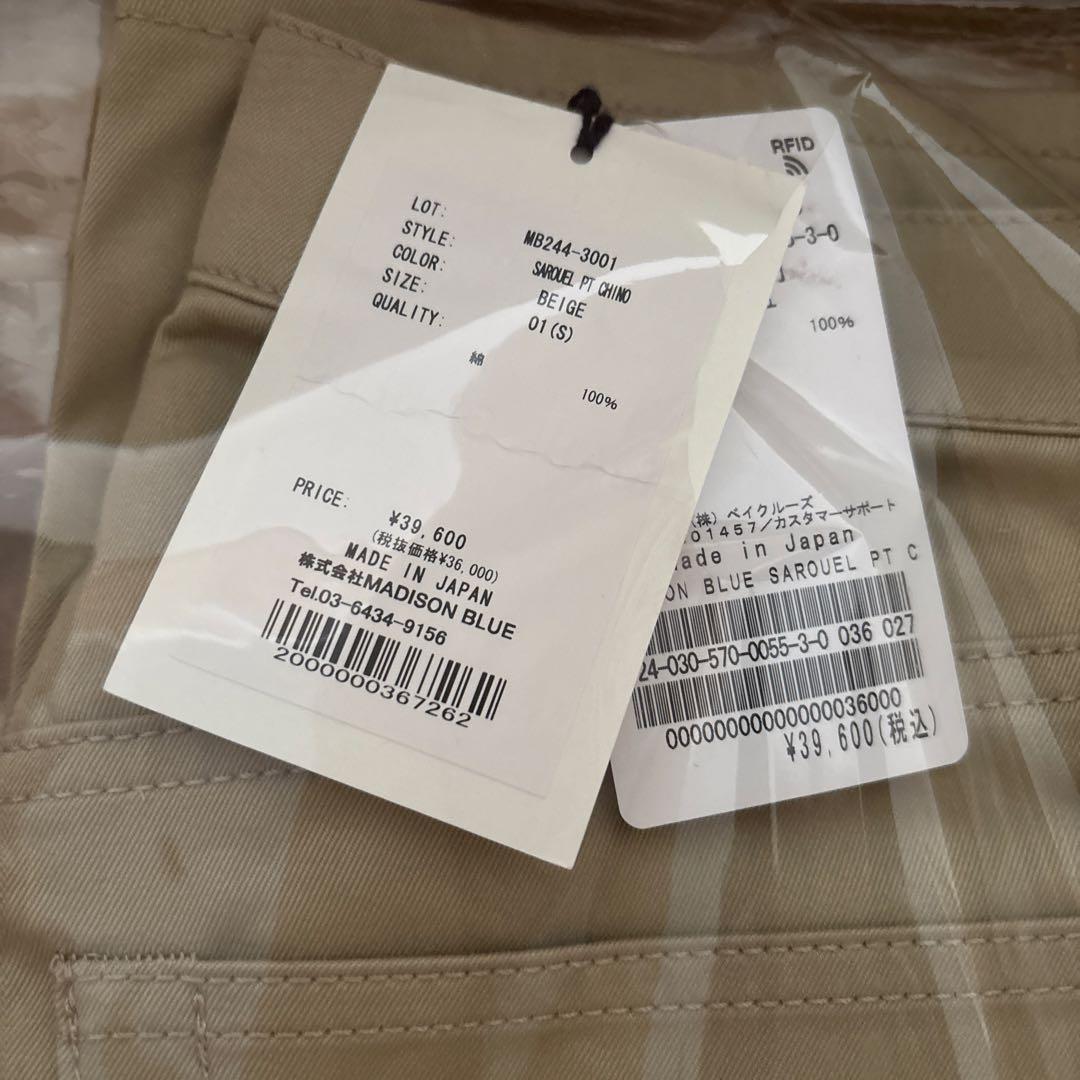 LOT: MB244-3001
STYLE: SAROUEL PT CHINO
COLOR: BEIGE
SIZE: 01(S)
QUALITY:
綿 100%
PRICE: ¥39,600
(税抜価格¥36,000)
MADE IN JAPAN
株式会社MADISON BLUE
Tel.03-6434-9156
2000000367262
RFID
-3-0
100%
(株) ベイクルーズ
01457/カスタマーサポート
ade in Japan
ON BLUE SAROUEL PT C
24-030-570-0055-3-0 036 027
0000000000000036000
¥39,600(税込)